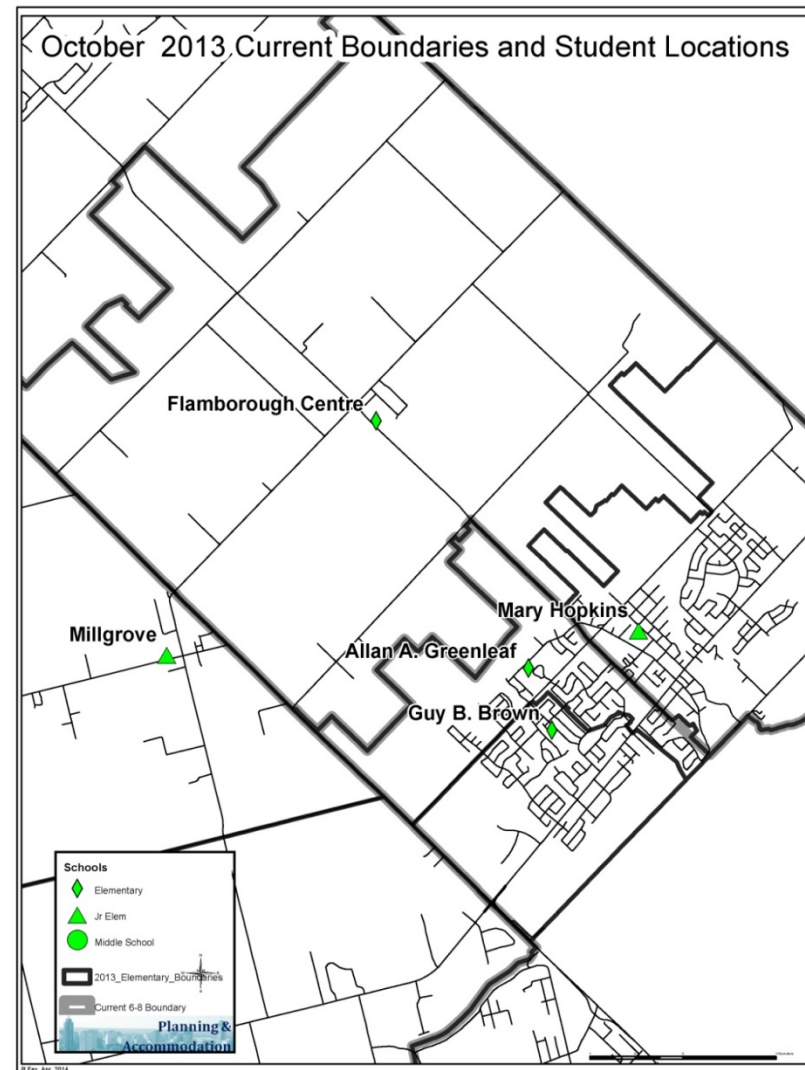 October 2013 Current Boundaries and Student Locations
Flamborough Centre
Mary Hopkins
Millgrove
Allan A. Greenleaf
Guy B. Brown
Schools
Elementary
Jr Elem
Middle School
2013_Elementary_Boundaries
Current 6-8 Boundary
Planning &
Accommodation